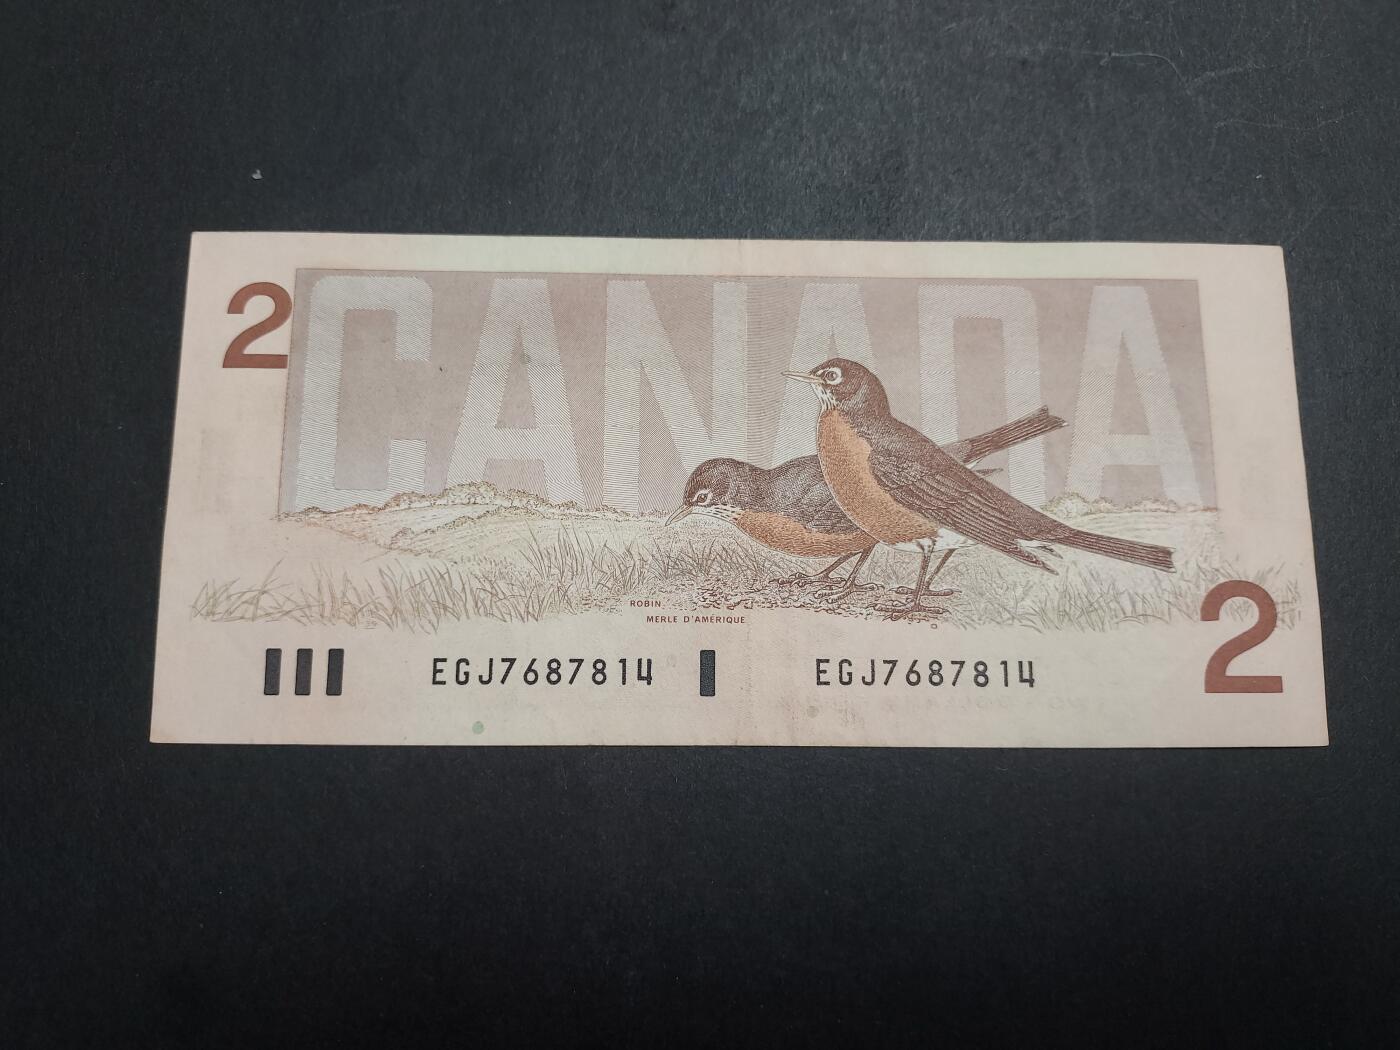 2
CANADA
ROBIN
MERLE D'AMÉRIQUE
EGJ7687814 EGJ7687814
2